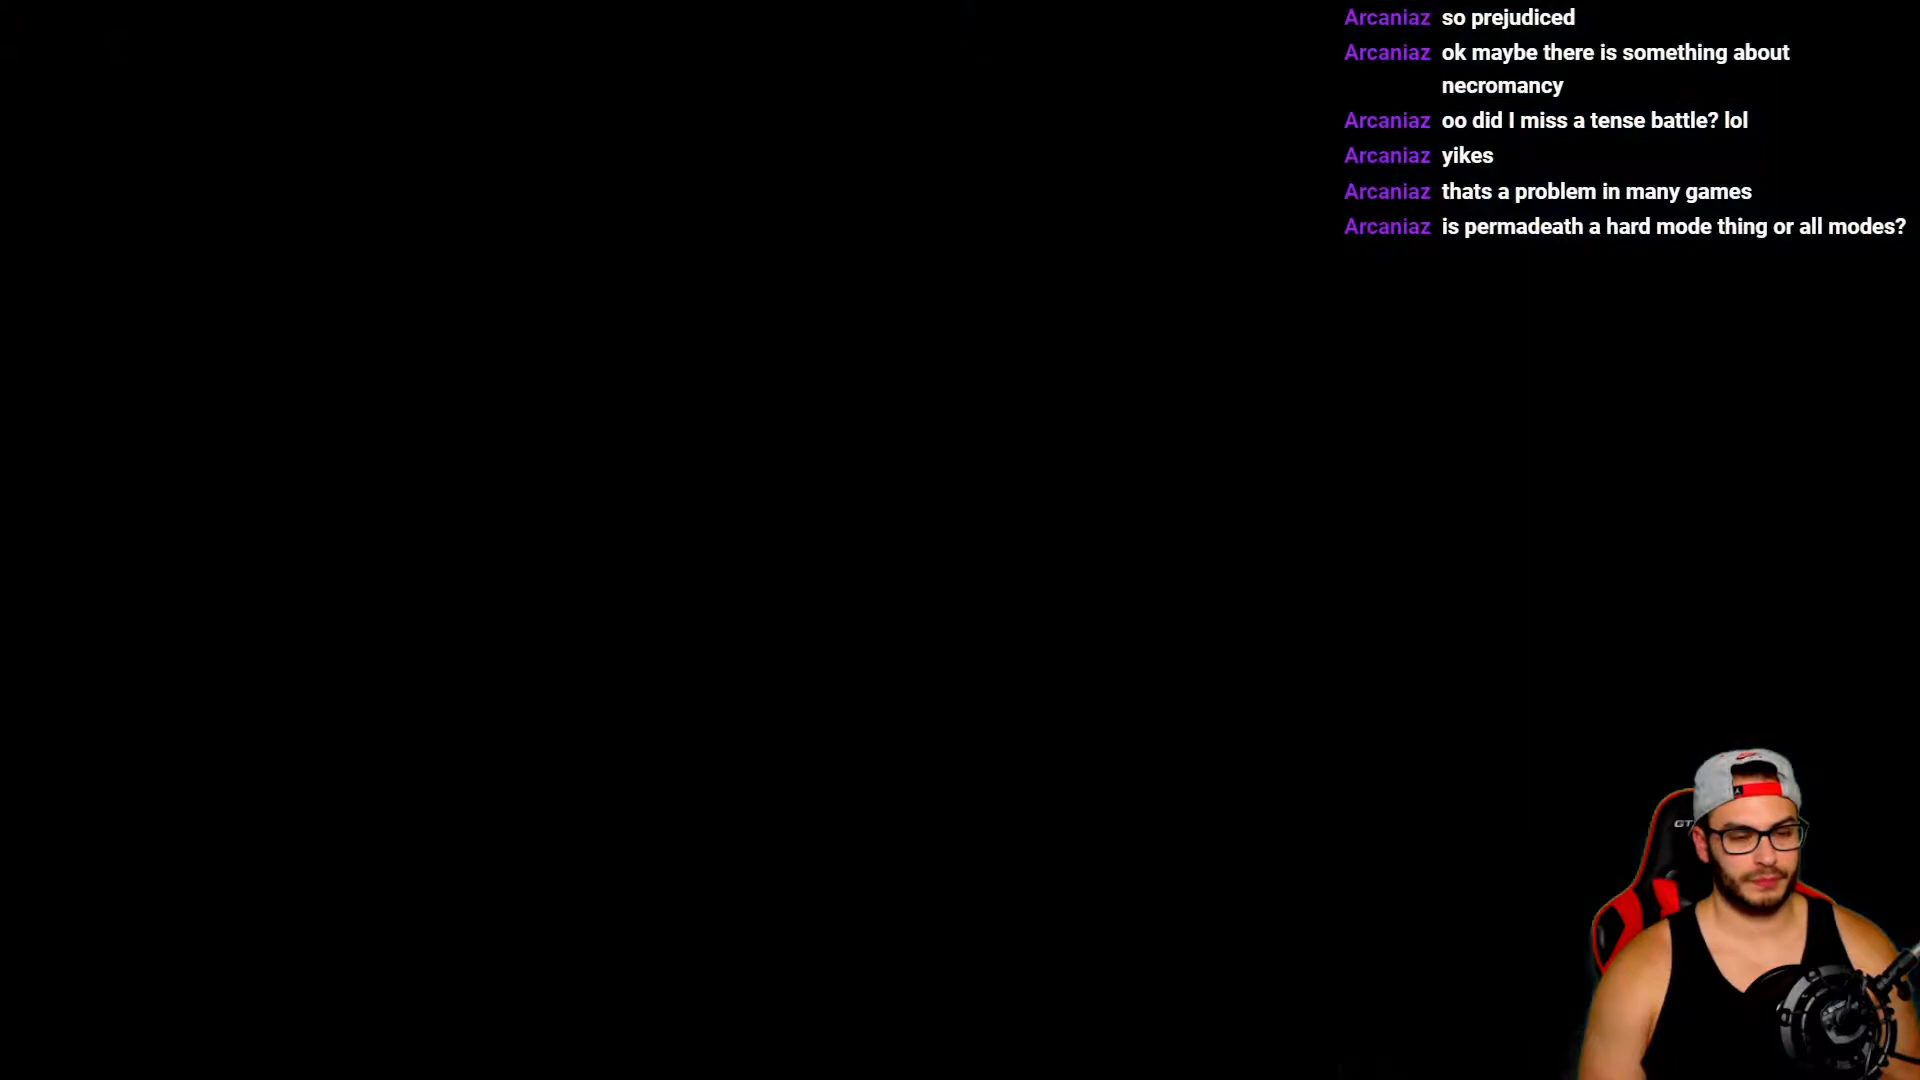 Arcaniaz so prejudiced
Arcaniaz ok maybe there is something about
necromancy
Arcaniaz oo did I miss a tense battle? lol
Arcaniaz yikes
Arcaniaz thats a problem in many games
Arcaniaz is permadeath a hard mode thing or all modes?
GT